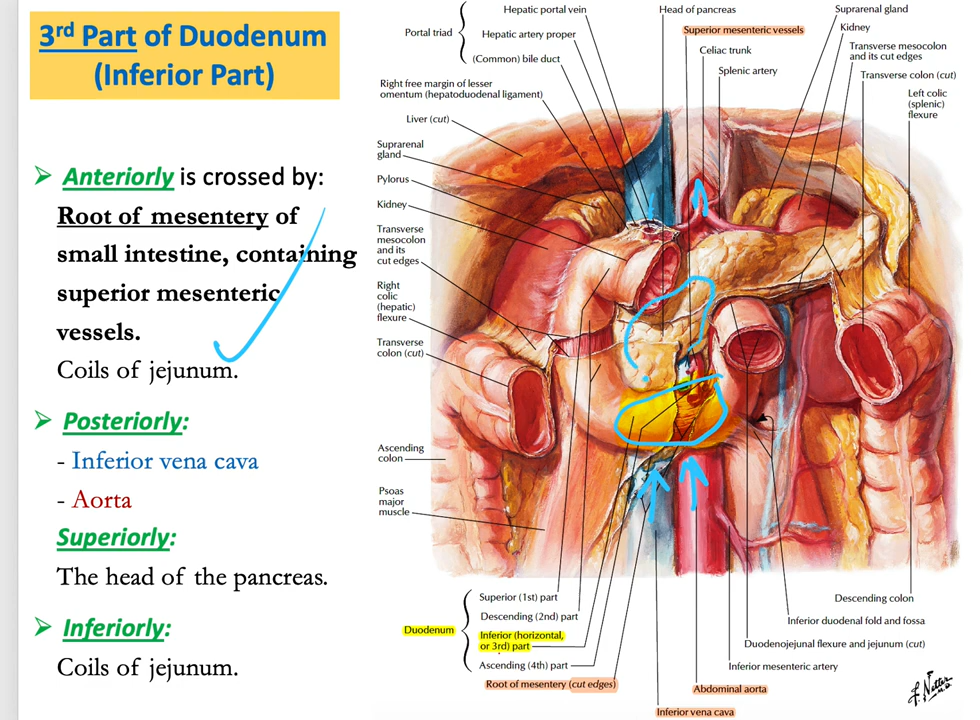 3rd Part of Duodenum
(Inferior Part)
➢ Anteriorly is crossed by:
Root of mesentery of
small intestine, containing
superior mesenteric
vessels.
Coils of jejunum.
➢ Posteriorly:
- Inferior vena cava
- Aorta
Superiorly:
The head of the pancreas.
➢ Inferiorly:
Coils of jejunum.
Portal triad
Hepatic portal vein
Hepatic artery proper
(Common) bile duct
Right free margin of lesser
omentum (hepatoduodenal ligament)
Liver (cut)
Suprarenal
gland
Pylorus
Kidney
Transverse
mesocolon
and its
cut edges
Right
colic
(hepatic)
flexure
Transverse
colon (cut)
Ascending
colon
Psoas
major
muscle
Head of pancreas
Superior mesenteric vessels
Celiac trunk
Splenic artery
Suprarenal gland
Kidney
Transverse mesocolon
and its cut edges
Transverse colon (cut)
Left colic
(splenic)
flexure
Duodenum
Superior (1st) part
Descending (2nd) part
Inferior (horizontal,
or 3rd) part
Ascending (4th) part
Root of mesentery (cut edges)
Inferior vena cava
Abdominal aorta
Inferior mesenteric artery
Duodenojejunal flexure and jejunum (cut)
Inferior duodenal fold and fossa
Descending colon
F. Netter
M.D.